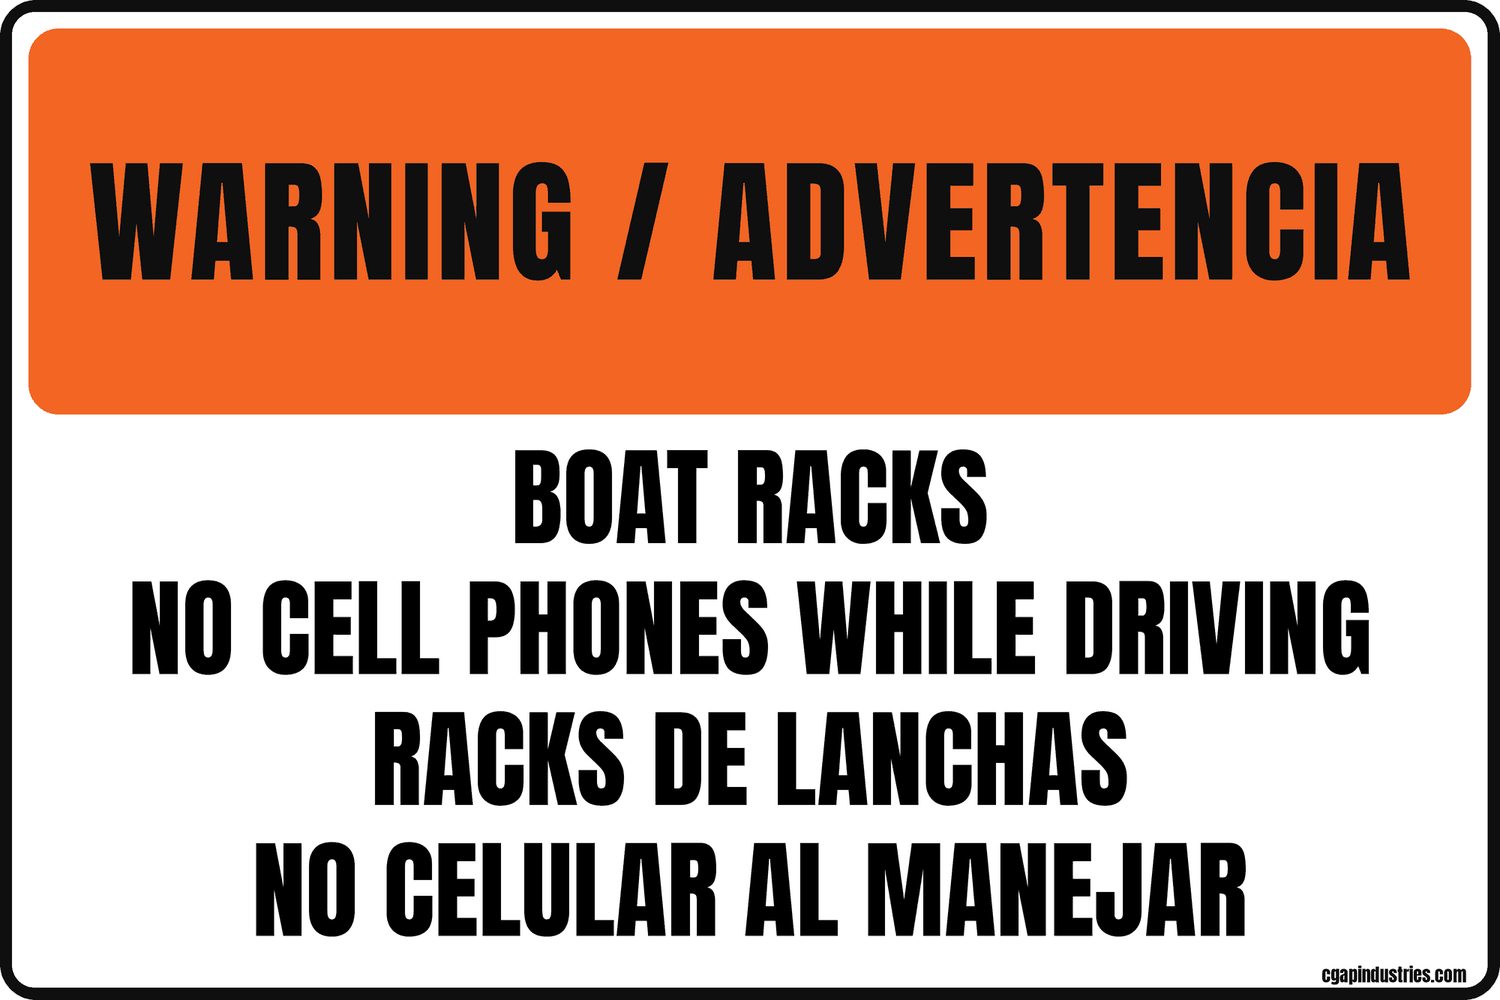 WARNING / ADVERTENCIA
BOAT RACKS
NO CELL PHONES WHILE DRIVING
RACKS DE LANCHAS
NO CELULAR AL MANEJAR
cgapindustries.com